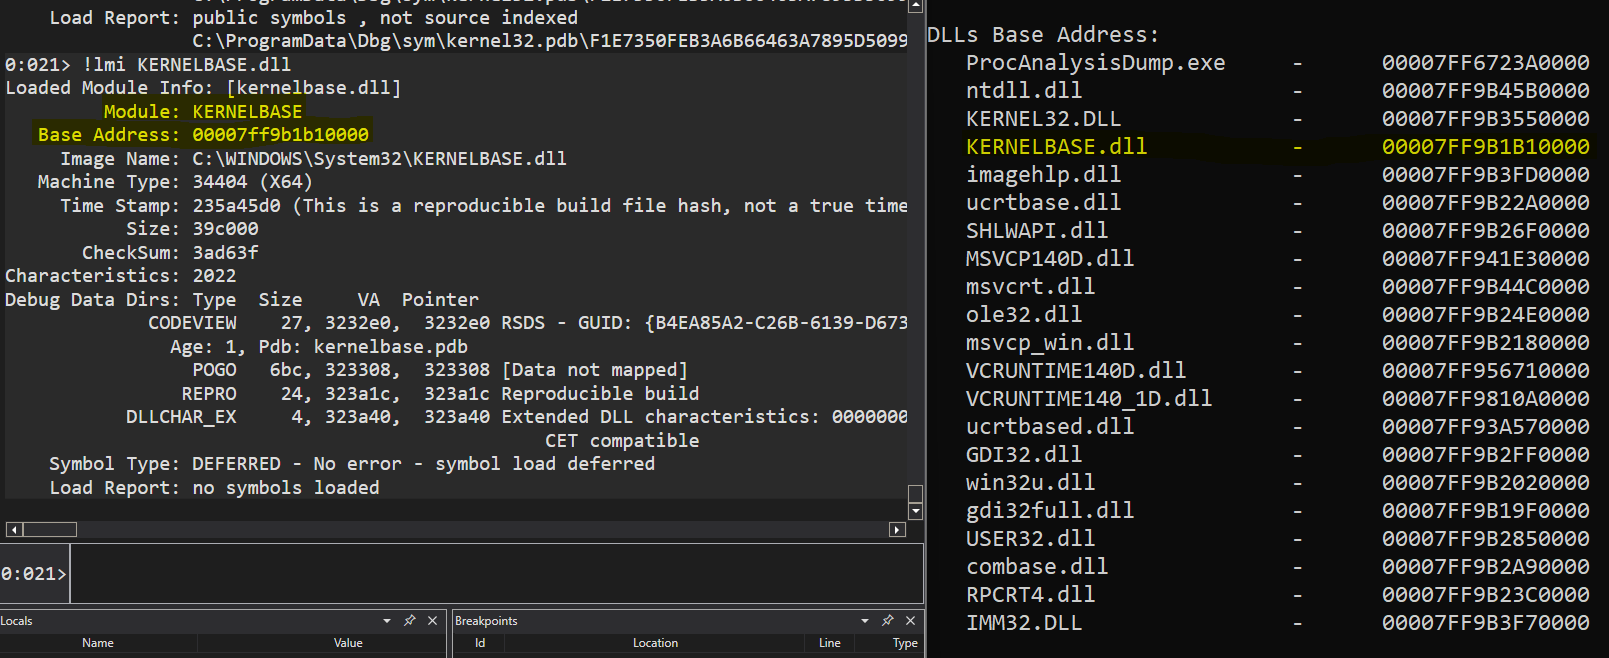 Load Report: public symbols , not source indexed
C:\ProgramData\Dbg\sym\kernel32.pdb\F1E7350FEB3A6B66463A7895D5099
0:021> !lmi KERNELBASE.dll
Loaded Module Info: [kernelbase.dll]
Module: KERNELBASE
Base Address: 00007ff9b1b10000
Image Name: C:\WINDOWS\System32\KERNELBASE.dll
Machine Type: 34404 (X64)
Time Stamp: 235a45d0 (This is a reproducible build file hash, not a true time
Size: 39c000
CheckSum: 3ad63f
Characteristics: 2022
Debug Data Dirs: Type  Size     VA  Pointer
CODEVIEW    27, 3232e0,  3232e0 RSDS - GUID: {B4EA85A2-C26B-6139-D673
Age: 1, Pdb: kernelbase.pdb
POGO   6bc, 323308,  323308 [Data not mapped]
REPRO    24, 323a1c,  323a1c Reproducible build
DLLCHAR_EX     4, 323a40,  323a40 Extended DLL characteristics: 0000000
CET compatible
Symbol Type: DEFERRED - No error - symbol load deferred
Load Report: no symbols loaded
0:021>
Locals
Name Value
Breakpoints
Id Location Line Type
DLLs Base Address:
ProcAnalysisDump.exe - 00007FF6723A0000
ntdll.dll - 00007FF9B45B0000
KERNEL32.DLL - 00007FF9B3550000
KERNELBASE.dll - 00007FF9B1B10000
imagehlp.dll - 00007FF9B3FD0000
ucrtbase.dll - 00007FF9B22A0000
SHLWAPI.dll - 00007FF9B26F0000
MSVCP140D.dll - 00007FF941E30000
msvcrt.dll - 00007FF9B44C0000
ole32.dll - 00007FF9B24E0000
msvcp_win.dll - 00007FF9B2180000
VCRUNTIME140D.dll - 00007FF956710000
VCRUNTIME140_1D.dll - 00007FF9810A0000
ucrtbased.dll - 00007FF93A570000
GDI32.dll - 00007FF9B2FF0000
win32u.dll - 00007FF9B2020000
gdi32full.dll - 00007FF9B19F0000
USER32.dll - 00007FF9B2850000
combase.dll - 00007FF9B2A90000
RPCRT4.dll - 00007FF9B23C0000
IMM32.DLL - 00007FF9B3F70000